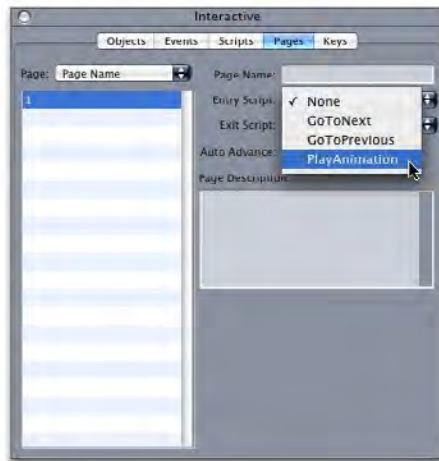 Interactive
Objects Events Scripts Pages Keys
Page: Page Name
Page Name:
1
Entry Script: ✓ None
Exit Script: GoToNext
GoToPrevious
Auto Advance: PlayAnimation
Page Description: